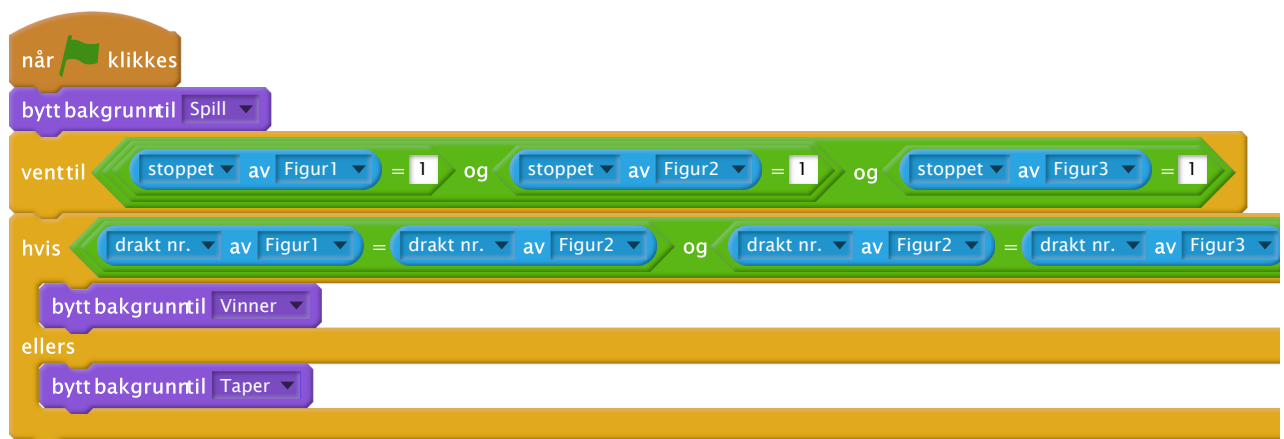 når klikkes
bytt bakgrunn til Spill
vent til stoppet av Figur1 = 1 og stoppet av Figur2 = 1 og stoppet av Figur3 = 1
hvis drakt nr. av Figur1 = drakt nr. av Figur2 og drakt nr. av Figur2 = drakt nr. av Figur3
bytt bakgrunn til Vinner
ellers
bytt bakgrunn til Taper